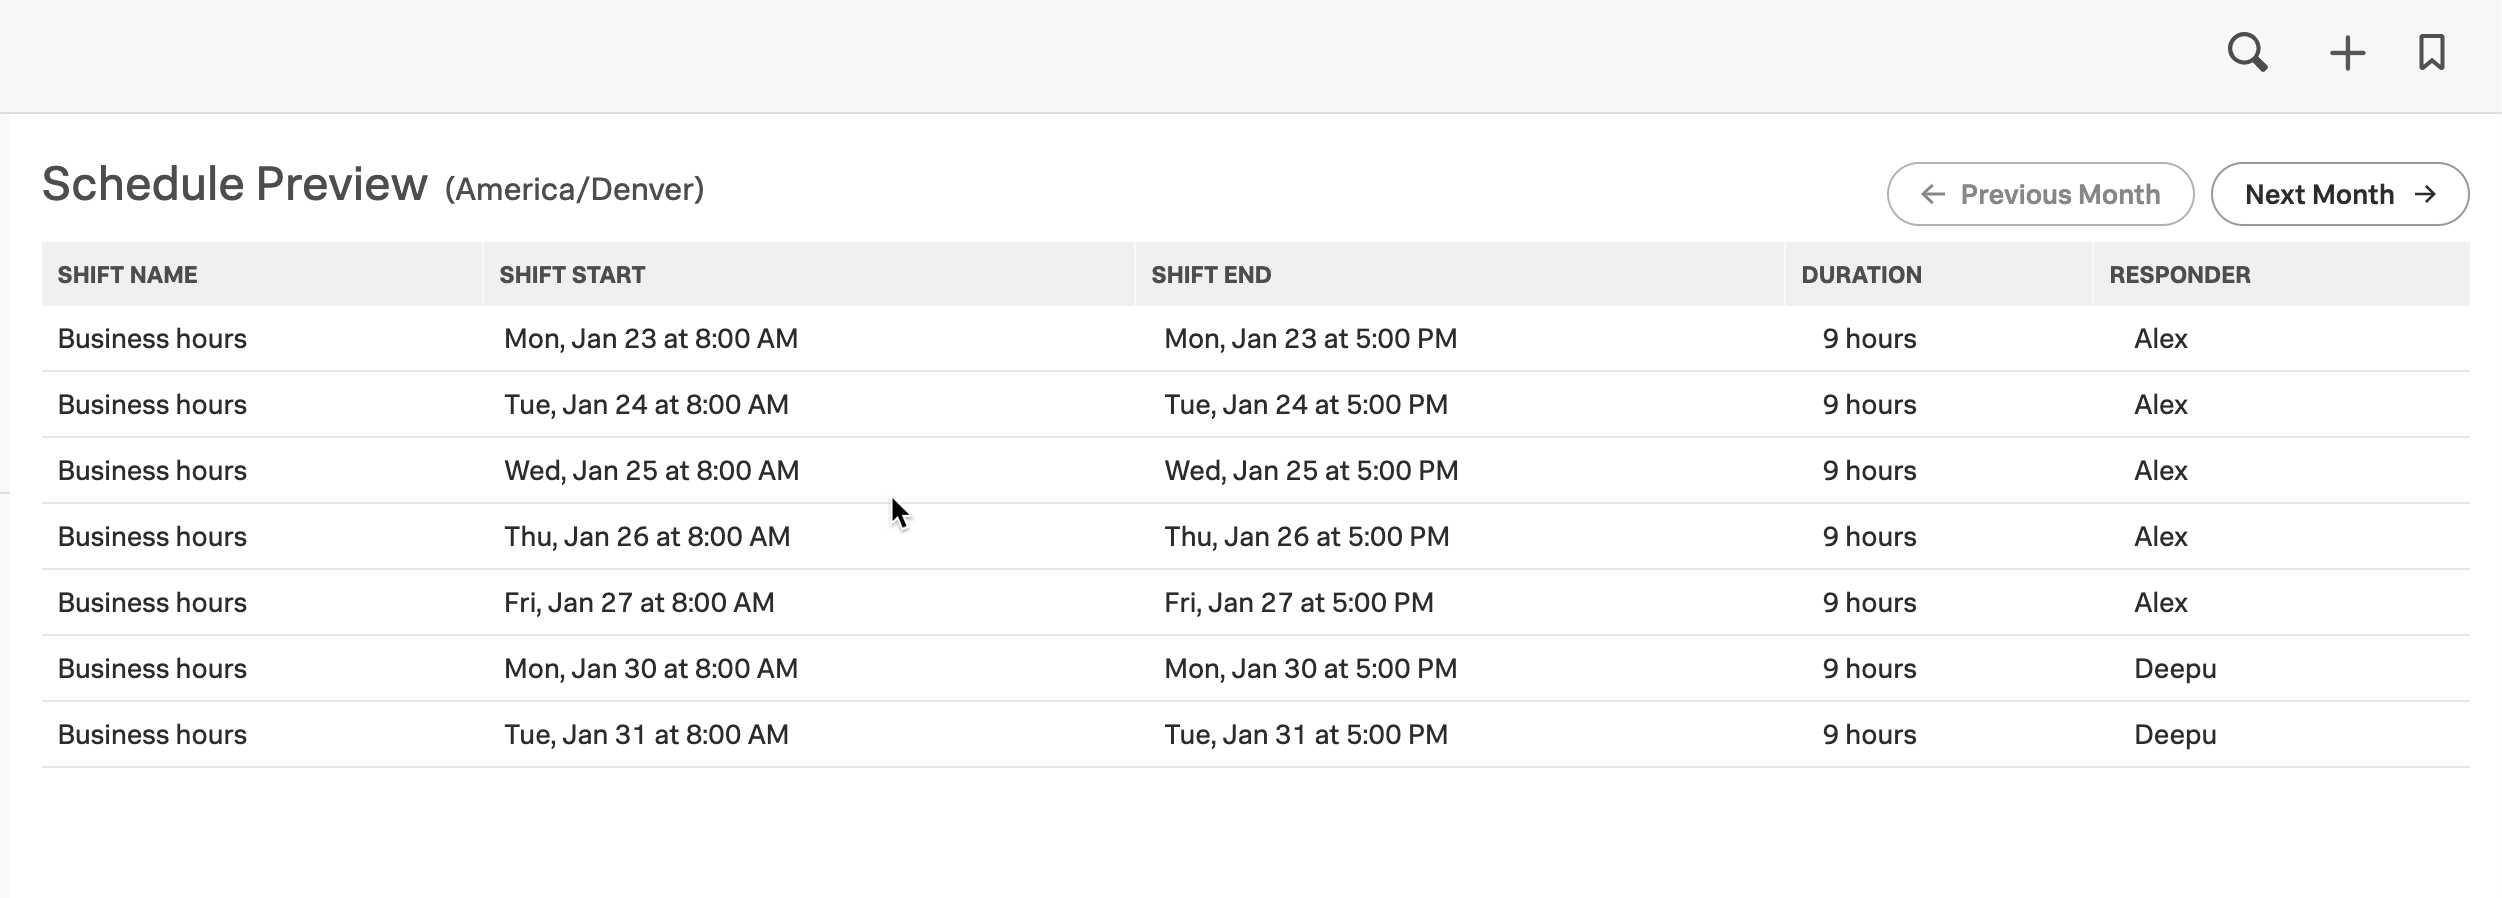 Schedule Preview (America/Denver)
Previous Month
Next Month
SHIFT NAME SHIFT START SHIFT END DURATION RESPONDER
Business hours Mon, Jan 23 at 8:00 AM Mon, Jan 23 at 5:00 PM 9 hours Alex
Business hours Tue, Jan 24 at 8:00 AM Tue, Jan 24 at 5:00 PM 9 hours Alex
Business hours Wed, Jan 25 at 8:00 AM Wed, Jan 25 at 5:00 PM 9 hours Alex
Business hours Thu, Jan 26 at 8:00 AM Thu, Jan 26 at 5:00 PM 9 hours Alex
Business hours Fri, Jan 27 at 8:00 AM Fri, Jan 27 at 5:00 PM 9 hours Alex
Business hours Mon, Jan 30 at 8:00 AM Mon, Jan 30 at 5:00 PM 9 hours Deepu
Business hours Tue, Jan 31 at 8:00 AM Tue, Jan 31 at 5:00 PM 9 hours Deepu